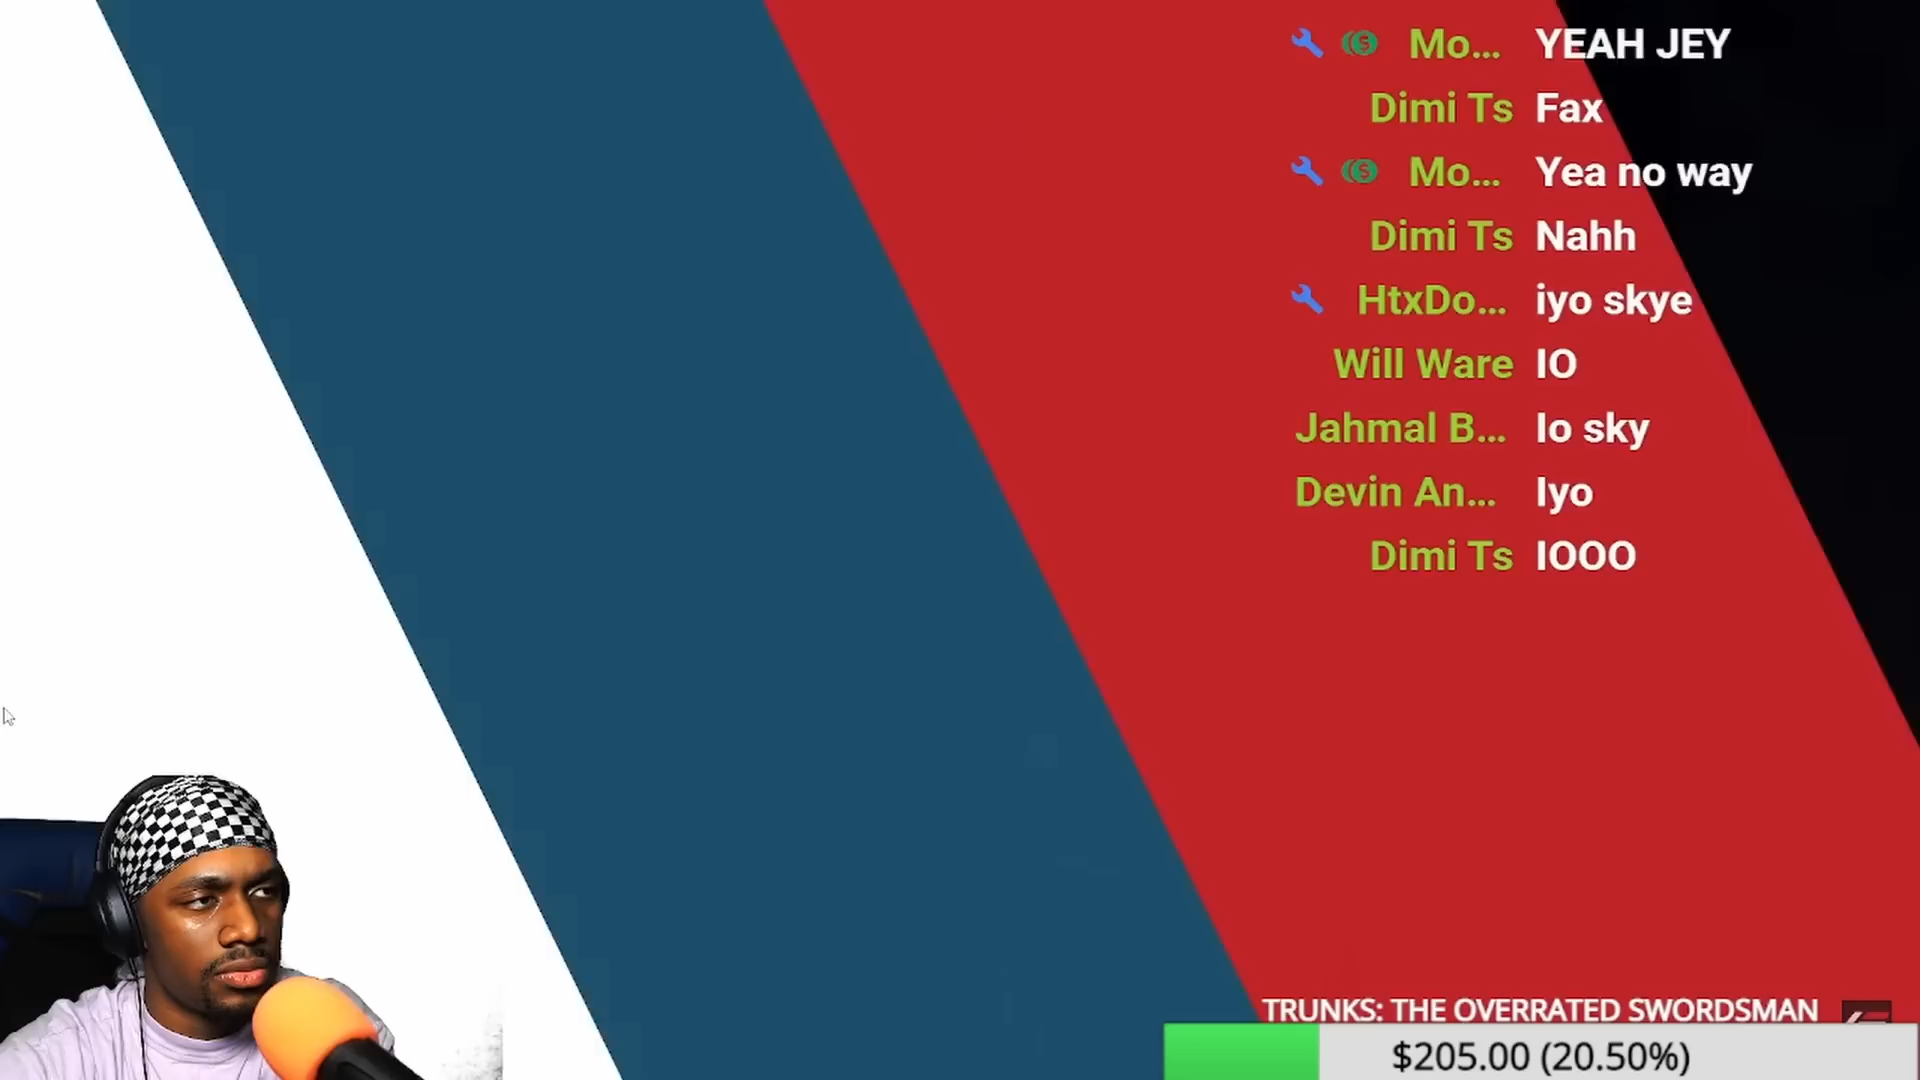 Mo... YEAH JEY
Dimi Ts Fax
Mo... Yea no way
Dimi Ts Nahh
HtxDo... iyo skye
Will Ware IO
Jahmal B... Io sky
Devin An... Iyo
Dimi Ts IOOO
TRUNKS: THE OVERRATED SWORDSMAN
$205.00 (20.50%)